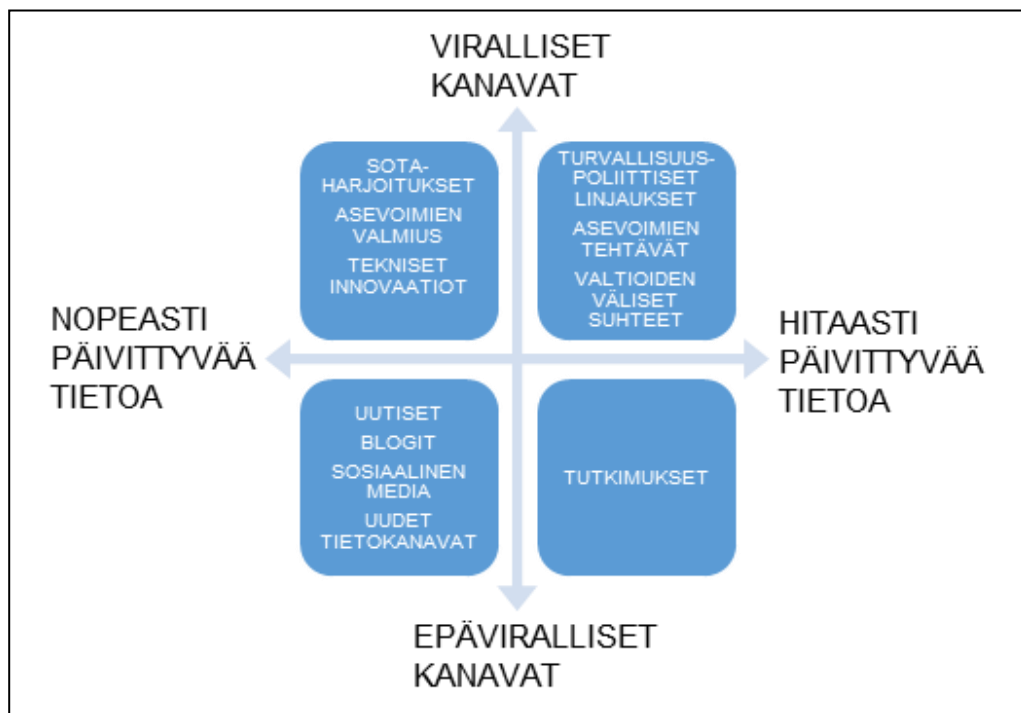 VIRALLISET
KANAVAT
SOTA-
HARJOITUKSET
ASEVOIMIEN
VALMIUS
TEKNISET
INNOVAATIOT
TURVALLISUUS-
POLIITTISET
LINJAUKSET
ASEVOIMIEN
TEHTÄVÄT
VALTIOIDEN
VÄLISET
SUHTEET
NOPEASTI
PÄIVITTYVÄÄ
TIETOA
HITAASTI
PÄIVITTYVÄÄ
TIETOA
UUTISET
BLOGIT
SOSIAALINEN
MEDIA
UUDET
TIETOKANAVAT
TUTKIMUKSET
EPÄVIRALLISET
KANAVAT